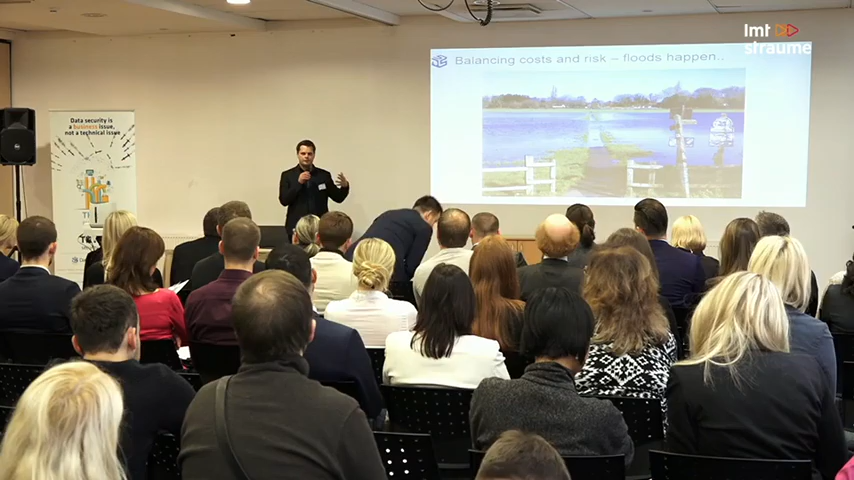 lmt
straume
Balancing costs and risk – floods happen..
Data security is
a business issue,
not a technical issue